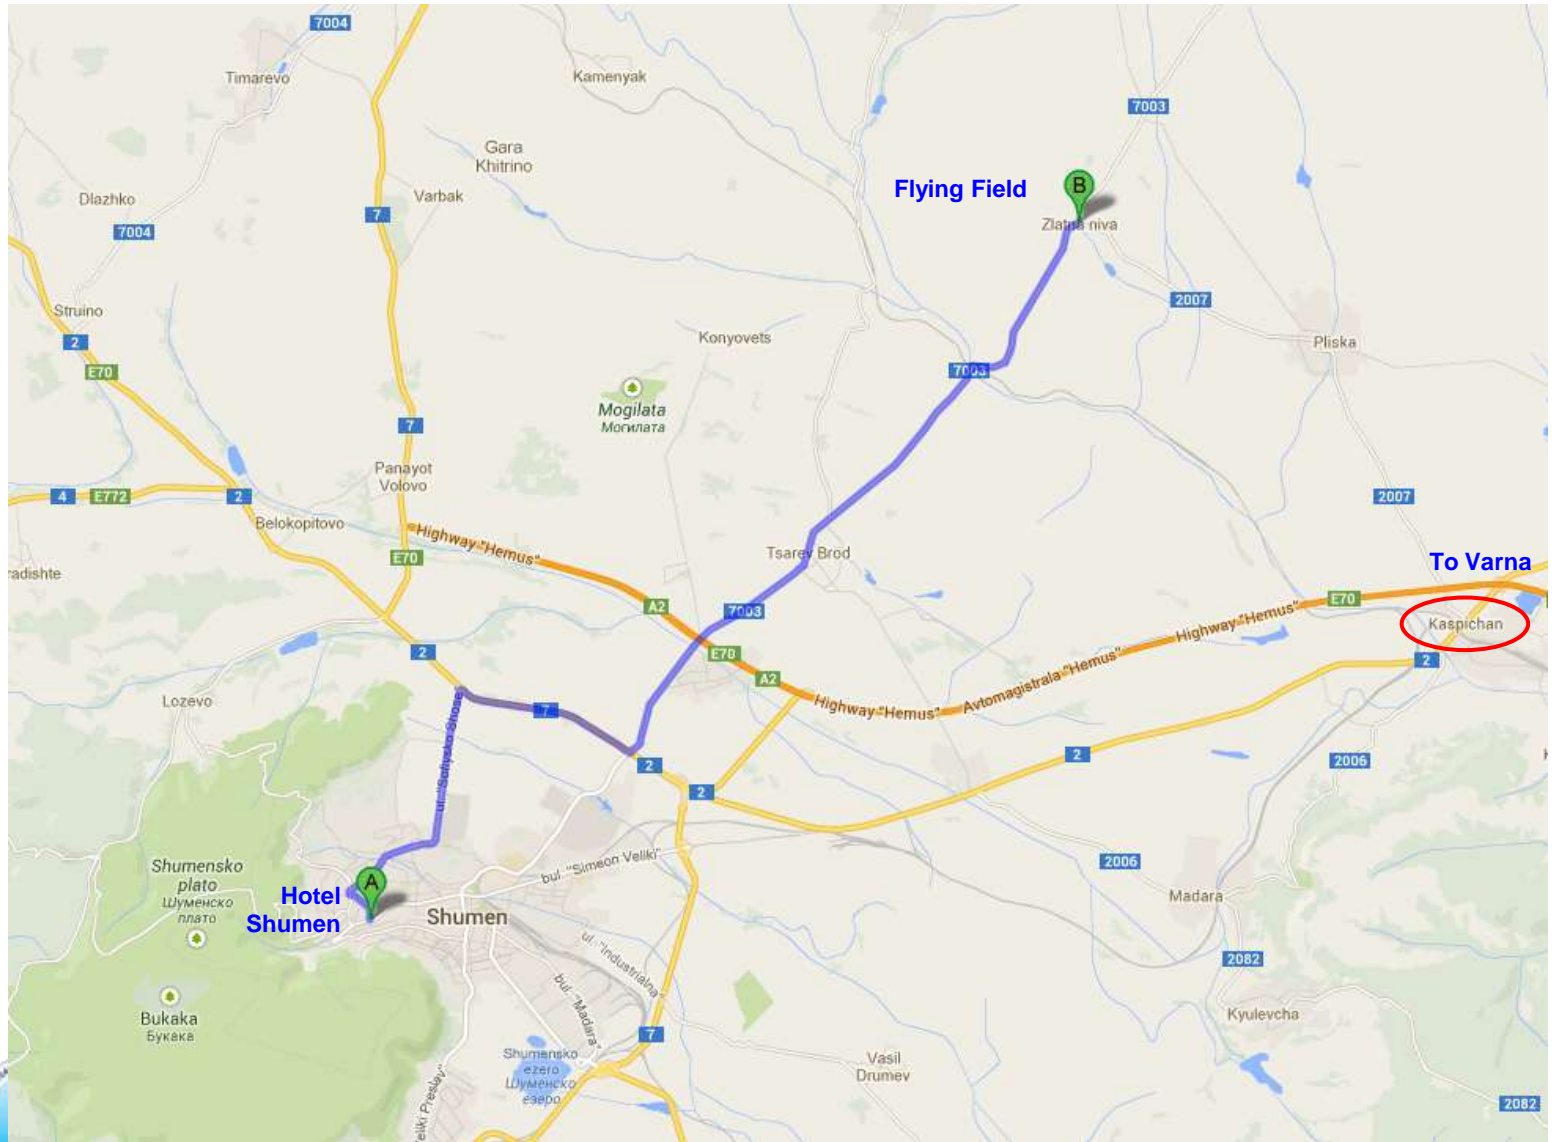 7004
Timarevo
Kamenyak
7003
Gara
Khitrino
B
Flying Field
Dlazhko
Varbak
7
7004
Zlatna niva
2007
Struino
2
Konyovets
Pliska
E70
7003
Mogilata
Могилата
7
Panayot
Volovo
4
E772
2
2007
Belokopitovo
Highway "Hemus"
E70
Tsarev Brod
To Varna
radishte
A2
7003
E70
Highway "Hemus"
Kaspichan
2
E70
A2
Avtomagistrala "Hemus"
2
Lozevo
Highway "Hemus"
7
ul. "Sofiysko Shose"
2
2
2006
2
Shumensko
plato
Шуменско
плато
bul. "Simeon Veliki"
2006
A
Hotel
Shumen
Madara
Shumen
ul. "Industrialna"
2082
bul. "Madara"
Bukaka
Букака
Kyulevcha
7
Shumensko
ezero
Шуменско
езеро
Vasil
Drumev
eliki Preslav"
2082